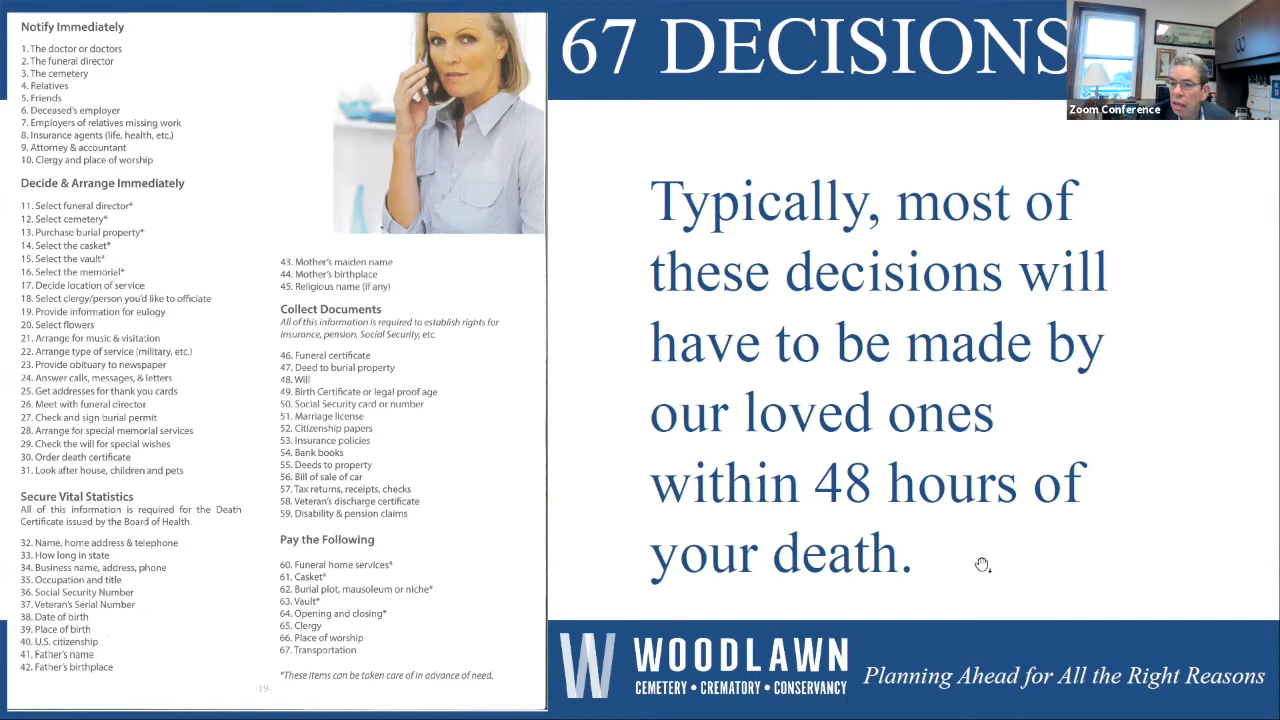 Notify Immediately
1. The doctor or doctors
2. The funeral director
3. The cemetery
4. Relatives
5. Friends
6. Deceased's employer
7. Employers of relatives missing work
8. Insurance agents (life, health, etc.)
9. Attorney & accountant
10. Clergy and place of worship
Decide & Arrange Immediately
11. Select funeral director*
12. Select cemetery*
13. Purchase burial property*
14. Select the casket*
15. Select the vault*
16. Select the memorial*
17. Decide location of service
18. Select clergy/person you'd like to officiate
19. Provide information for eulogy
20. Select flowers
21. Arrange for music & visitation
22. Arrange type of service (military, etc.)
23. Provide obituary to newspaper
24. Answer calls, messages, & letters
25. Get addresses for thank you cards
26. Meet with funeral director
27. Check and sign burial permit
28. Arrange for special memorial services
29. Check the will for special wishes
30. Order death certificate
31. Look after house, children and pets
Secure Vital Statistics
All of this information is required for the Death
Certificate issued by the Board of Health.
32. Name, home address & telephone
33. How long in state
34. Business name, address, phone
35. Occupation and title
36. Social Security Number
37. Veteran's Serial Number
38. Date of birth
39. Place of birth
40. U.S. citizenship
41. Father's name
42. Father's birthplace
43. Mother's maiden name
44. Mother's birthplace
45. Religious name (if any)
Collect Documents
All of this information is required to establish rights for
insurance, pension, Social Security, etc.
46. Funeral certificate
47. Deed to burial property
48. Will
49. Birth Certificate or legal proof age
50. Social Security card or number
51. Marriage license
52. Citizenship papers
53. Insurance policies
54. Bank books
55. Deeds to property
56. Bill of sale of car
57. Tax returns, receipts, checks
58. Veteran's discharge certificate
59. Disability & pension claims
Pay the Following
60. Funeral home services*
61. Casket*
62. Burial plot, mausoleum or niche*
63. Vault*
64. Opening and closing*
65. Clergy
66. Place of worship
67. Transportation
*These items can be taken care of in advance of need.
-19-
67 DECISIONS
Zoom Conference
Typically, most of
these decisions will
have to be made by
our loved ones
within 48 hours of
your death.
W WOODLAWN
CEMETERY • CREMATORY • CONSERVANCY
Planning Ahead for All the Right Reasons